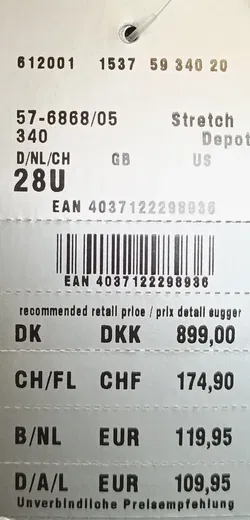 612001 1537 59 340 20
57-6868/05 Stretch
340 Depot
D/NL/CH GB US
28U
EAN 4037122298936
EAN 4037122298936
recommended retail price / prix detail sugger
DK DKK 899,00
CH/FL CHF 174,90
B/NL EUR 119,95
D/A/L EUR 109,95
Unverbindliche Preisempfehlung